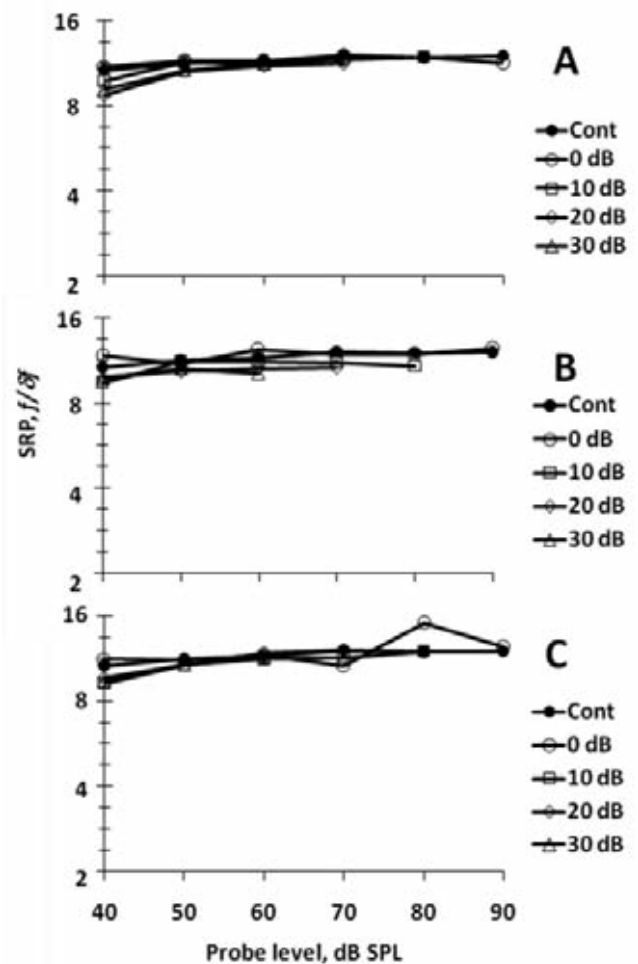 16
8
4
2
A
Cont
0 dB
10 dB
20 dB
30 dB
SRP, f/δf
16
8
4
2
B
Cont
0 dB
10 dB
20 dB
30 dB
16
8
4
2
C
Cont
0 dB
10 dB
20 dB
30 dB
40 50 60 70 80 90
Probe level, dB SPL